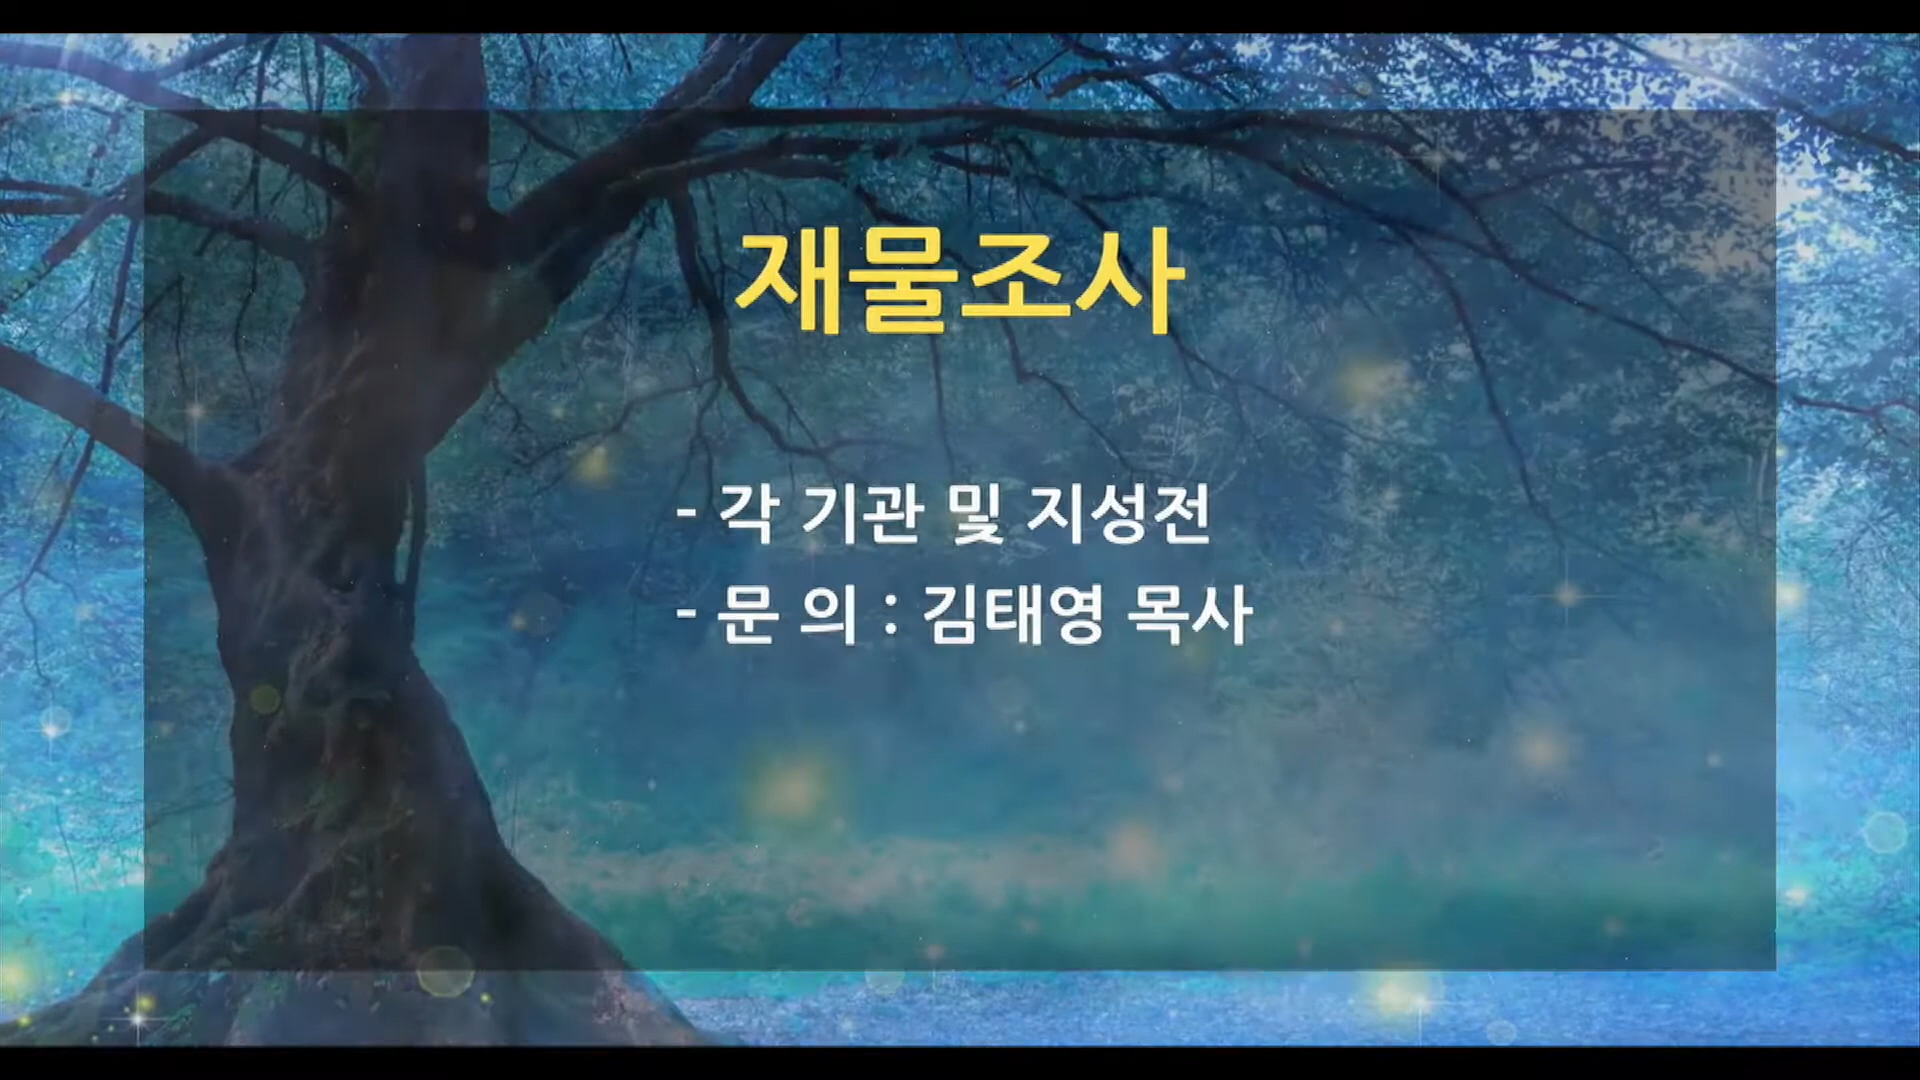 재물조사
- 각 기관 및 지성전
- 문 의 : 김태영 목사